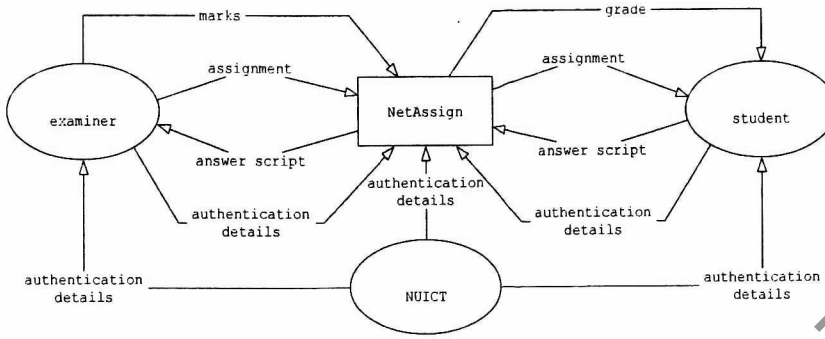 marks
grade
assignment
assignment
examiner
NetAssign
student
answer script
answer script
authentication
details
authentication
details
authentication
details
authentication
details
authentication
details
NUICT